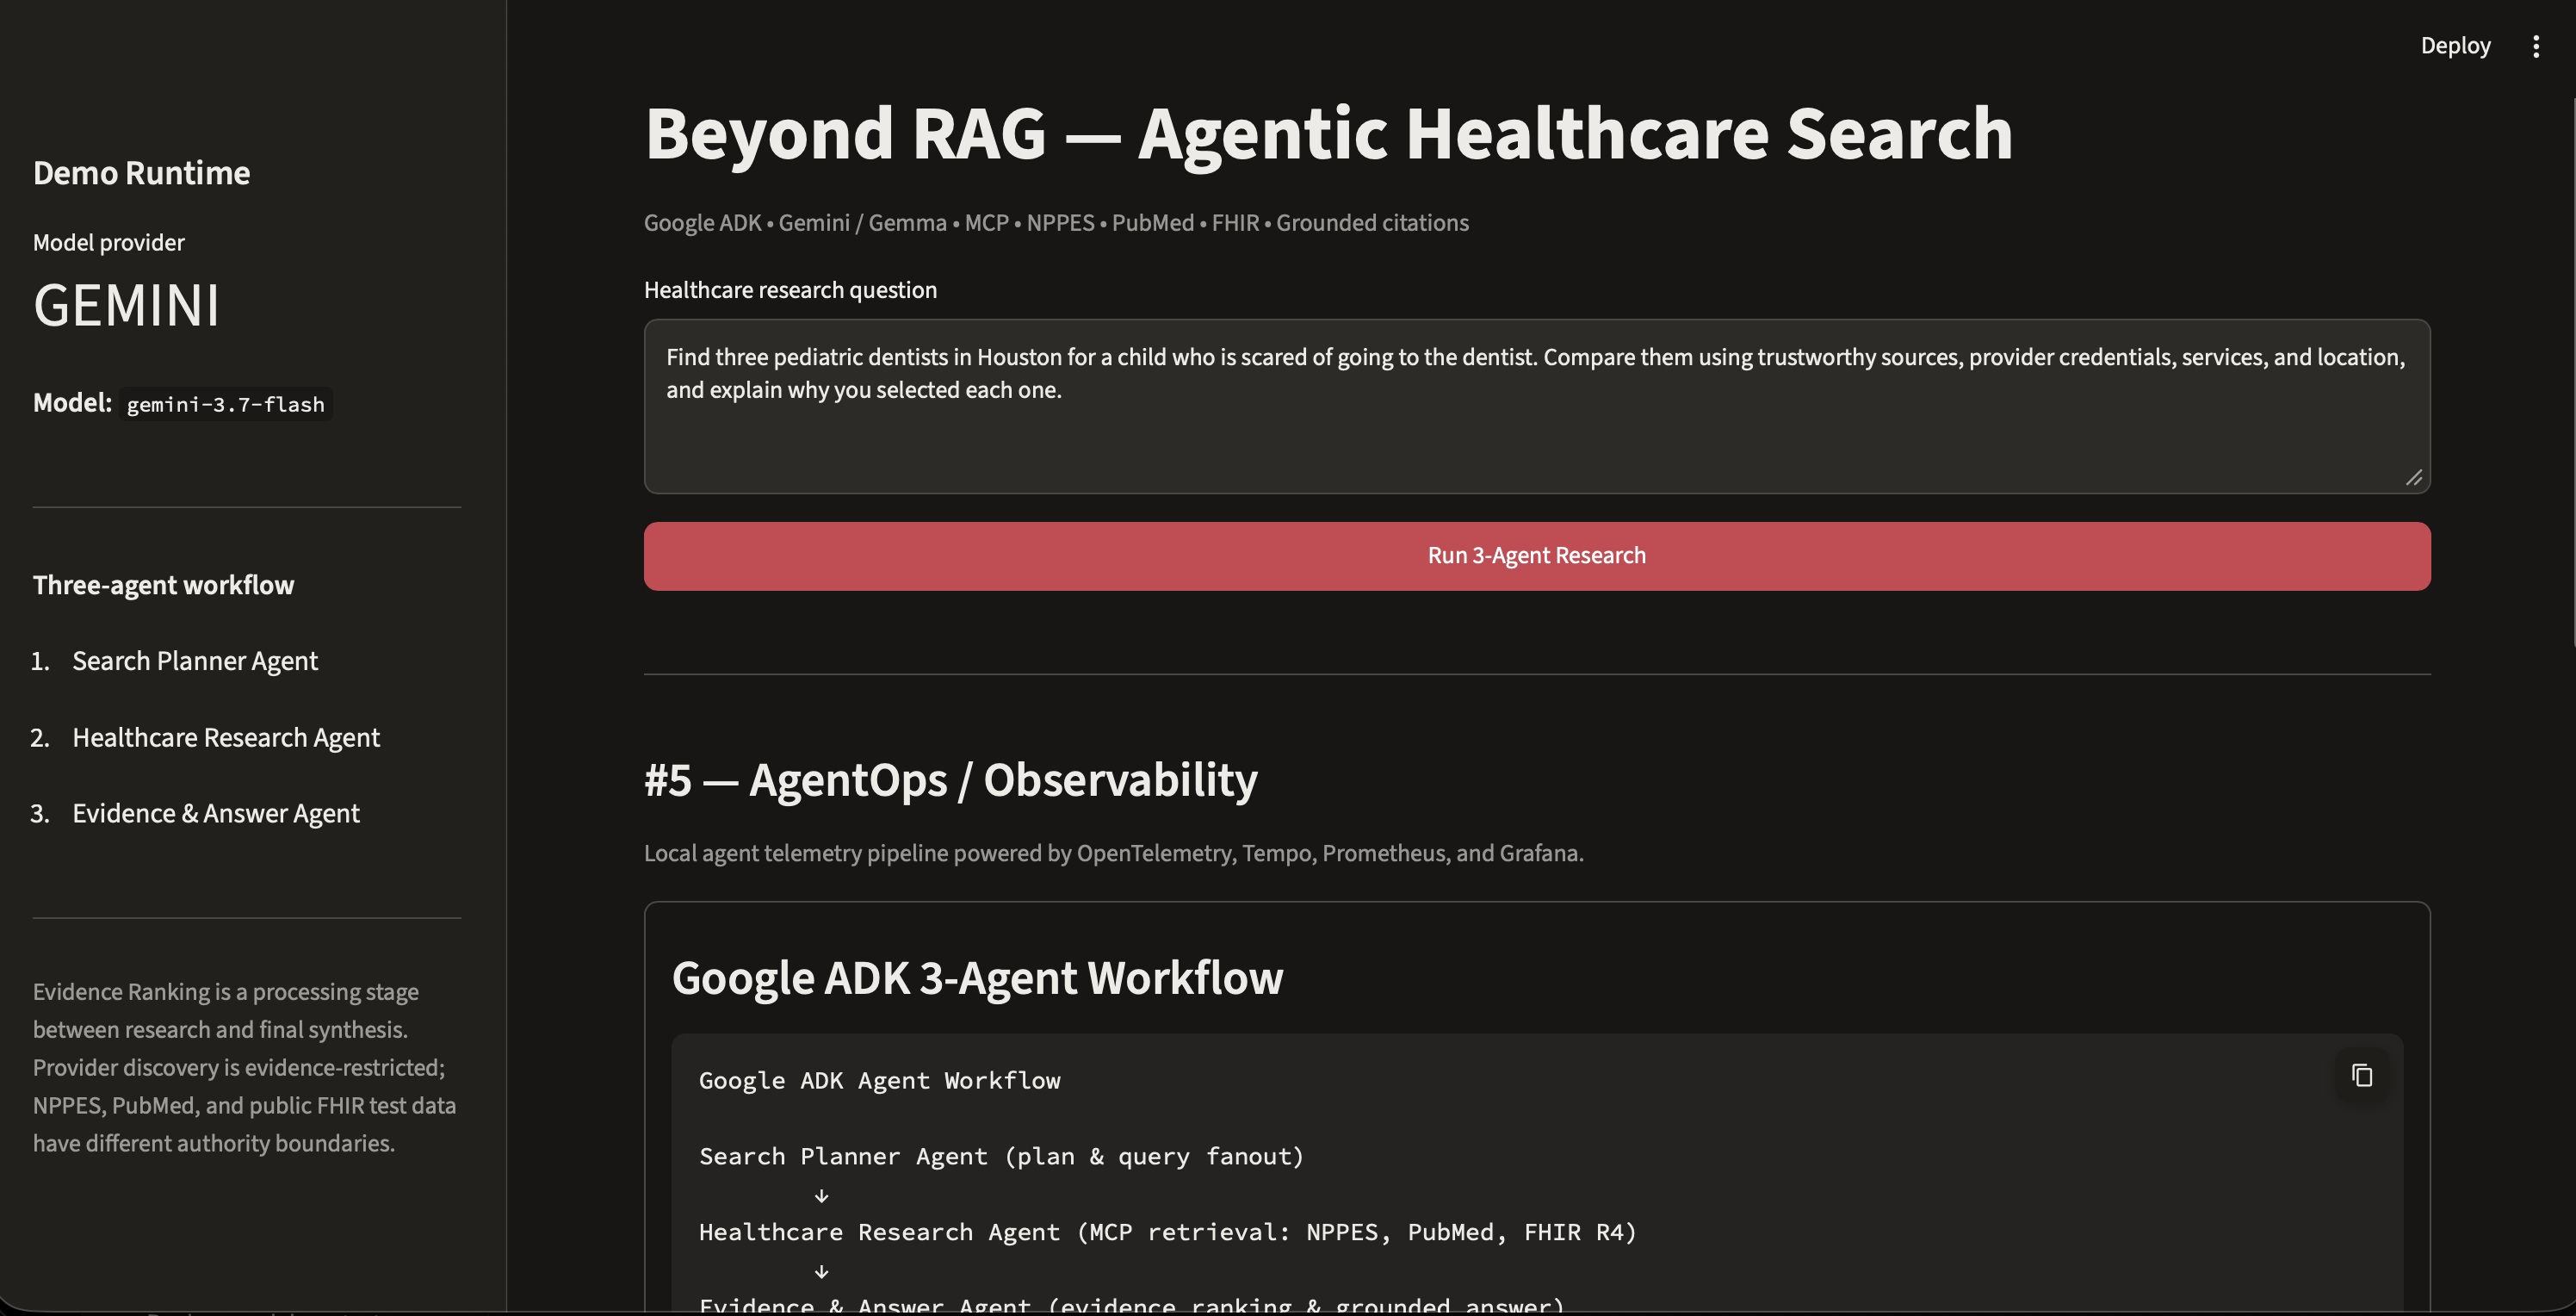 Deploy
Demo Runtime
Model provider
GEMINI
Model: gemini-3.7-flash
Three-agent workflow
1. Search Planner Agent
2. Healthcare Research Agent
3. Evidence & Answer Agent
Evidence Ranking is a processing stage
between research and final synthesis.
Provider discovery is evidence-restricted;
NPPES, PubMed, and public FHIR test data
have different authority boundaries.
Beyond RAG — Agentic Healthcare Search
Google ADK • Gemini / Gemma • MCP • NPPES • PubMed • FHIR • Grounded citations
Healthcare research question
Find three pediatric dentists in Houston for a child who is scared of going to the dentist. Compare them using trustworthy sources, provider credentials, services, and location,
and explain why you selected each one.
Run 3-Agent Research
#5 — AgentOps / Observability
Local agent telemetry pipeline powered by OpenTelemetry, Tempo, Prometheus, and Grafana.
Google ADK 3-Agent Workflow
Google ADK Agent Workflow
Search Planner Agent (plan & query fanout)
↓
Healthcare Research Agent (MCP retrieval: NPPES, PubMed, FHIR R4)
↓
Evidence & Answer Agent (evidence ranking & grounded answer)